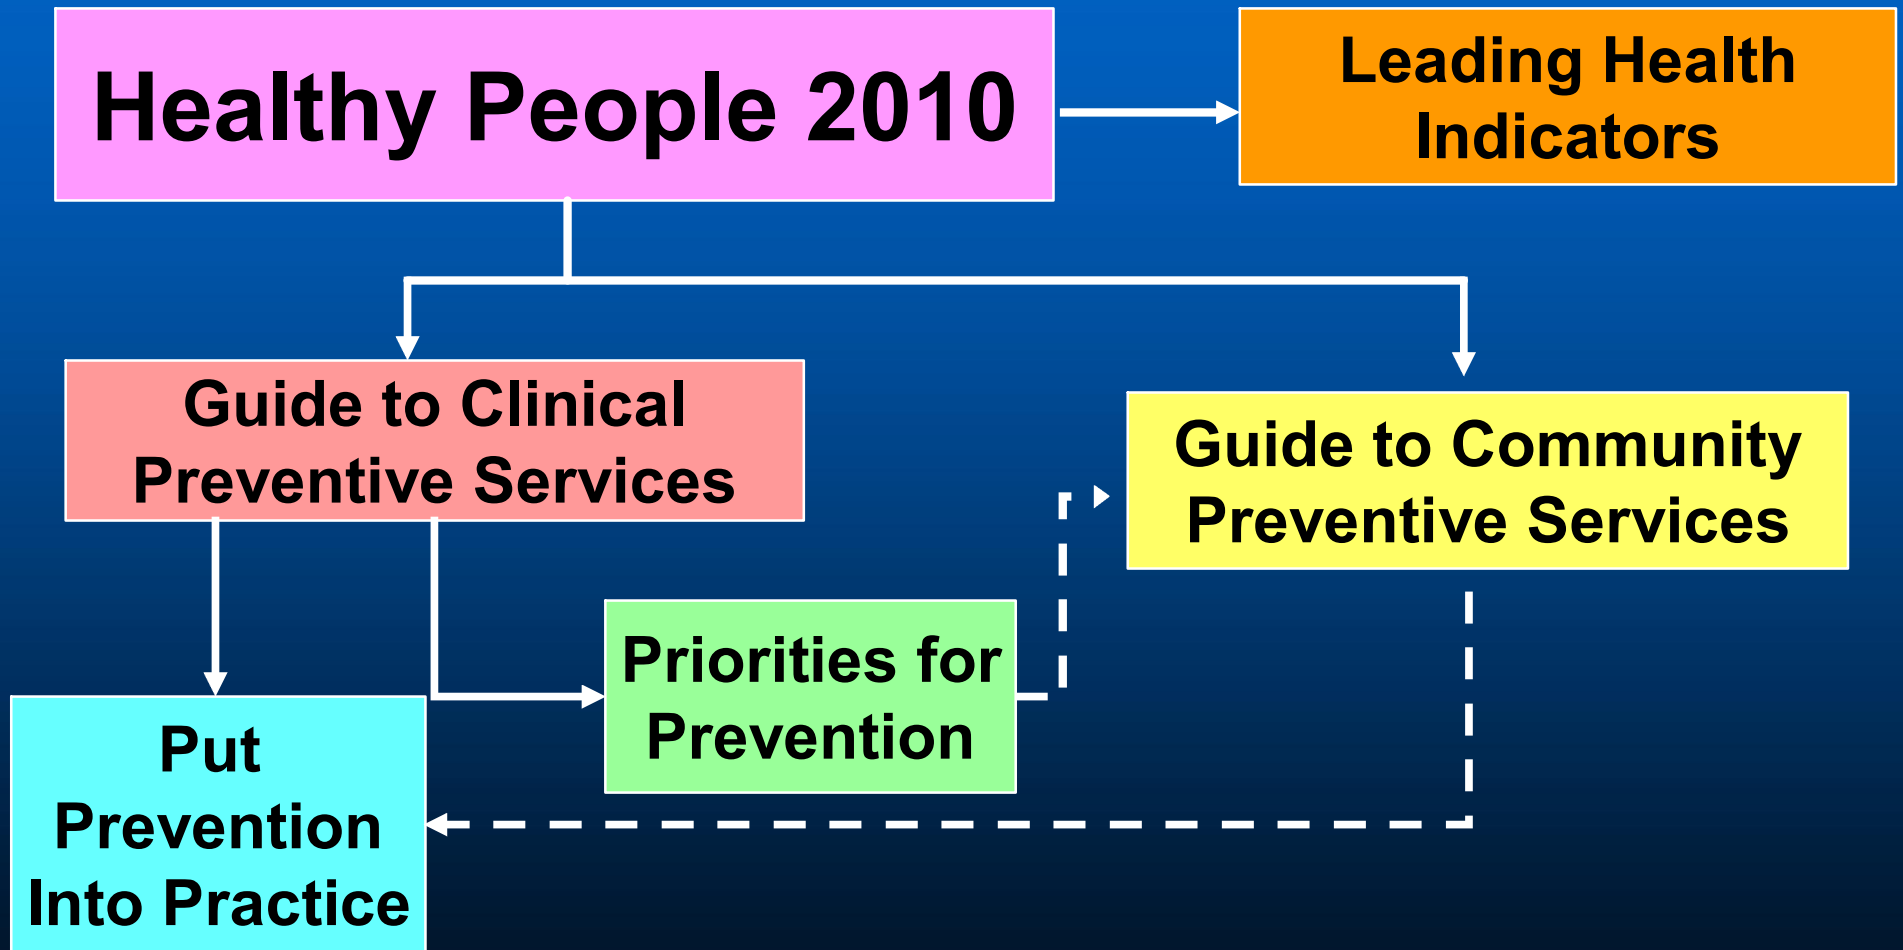 Healthy People 2010
Leading Health
Indicators
Guide to Clinical
Preventive Services
Guide to Community
Preventive Services
Priorities for
Prevention
Put
Prevention
Into Practice